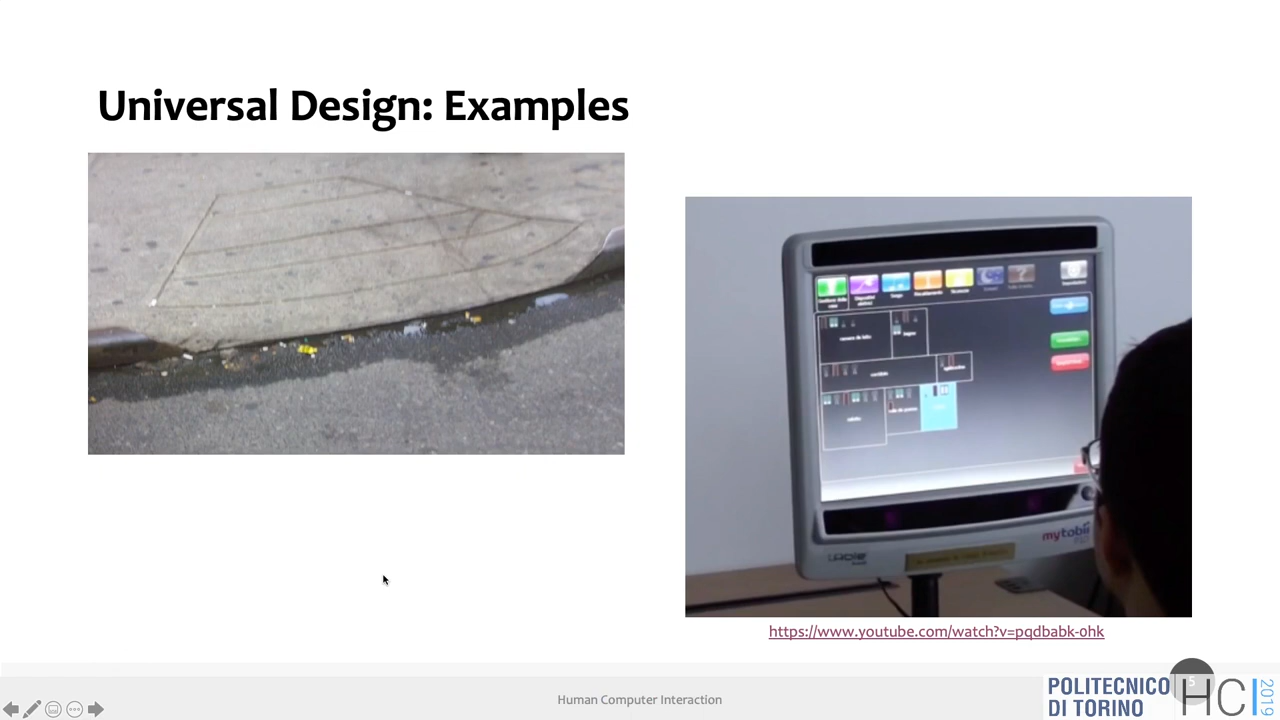 Universal Design: Examples
mytobii
https://www.youtube.com/watch?v=pqdbabk-ohk
Human Computer Interaction
5
POLITECNICO
DI TORINO
HCI
2019